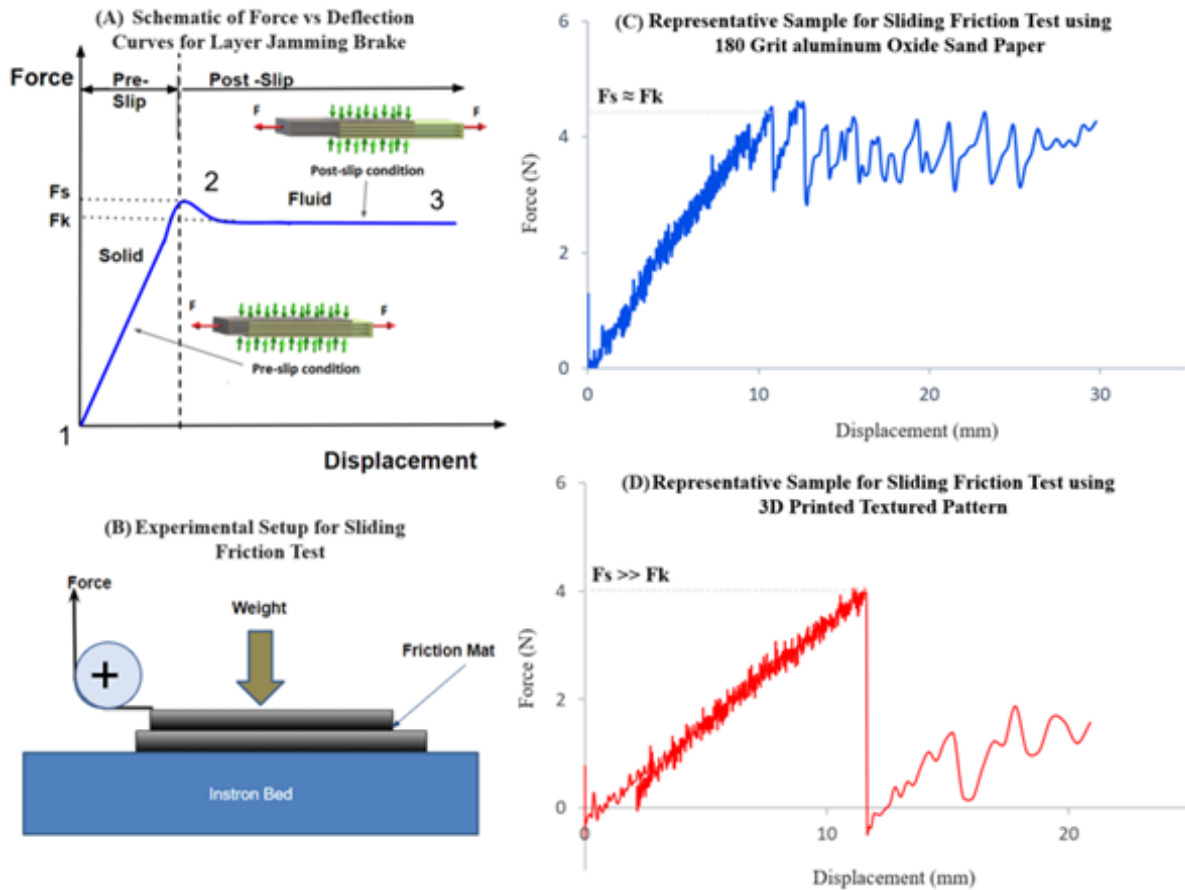 (A) Schematic of Force vs Deflection
Curves for Layer Jamming Brake
Force
Pre-
Slip
Post -Slip
F
F
Post-slip condition
Fs
2
Fluid
3
Fk
Solid
F
F
Pre-slip condition
1
Displacement
(B) Experimental Setup for Sliding
Friction Test
Force
Weight
Friction Mat
+
Instron Bed
(C) Representative Sample for Sliding Friction Test using
180 Grit aluminum Oxide Sand Paper
6
Fs ≈ Fk
4
Force (N)
2
0
0
10
20
30
Displacement (mm)
(D) Representative Sample for Sliding Friction Test using
3D Printed Textured Pattern
6
Fs >> Fk
4
Force (N)
2
0
0
10
20
Displacement (mm)